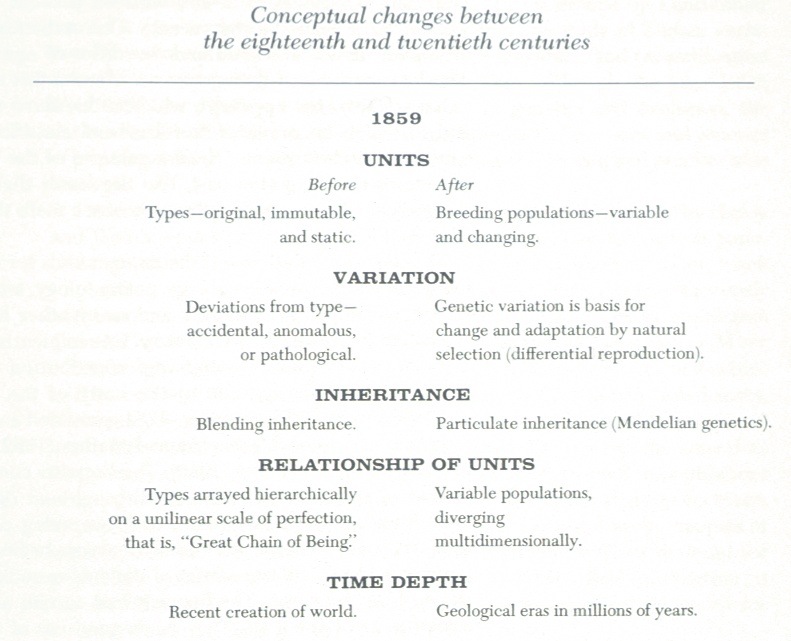 Conceptual changes between
the eighteenth and twentieth centuries
1859
UNITS
Before After
Types—original, immutable, Breeding populations—variable
and static. and changing.
VARIATION
Deviations from type— Genetic variation is basis for
accidental, anomalous, change and adaptation by natural
or pathological. selection (differential reproduction).
INHERITANCE
Blending inheritance. Particulate inheritance (Mendelian genetics).
RELATIONSHIP OF UNITS
Types arrayed hierarchically Variable populations,
on a unilinear scale of perfection, diverging
that is, “Great Chain of Being.” multidimensionally.
TIME DEPTH
Recent creation of world. Geological eras in millions of years.